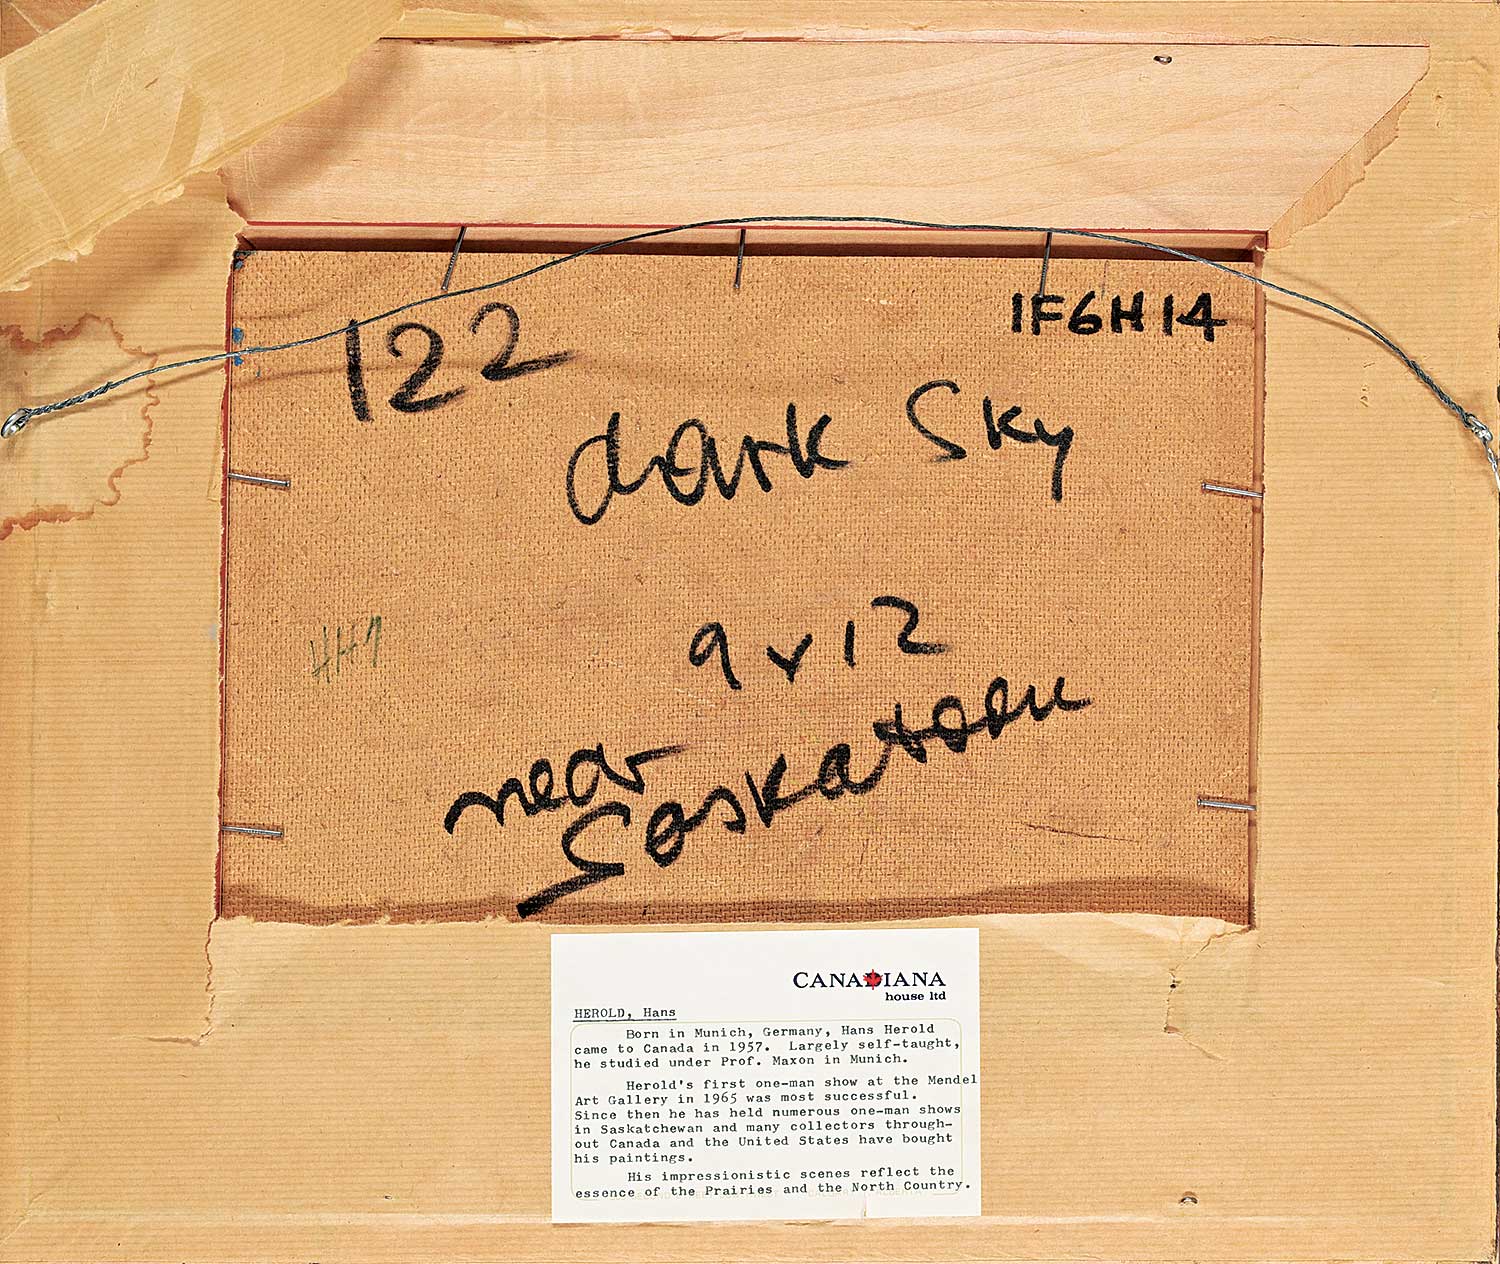 122
1F6H14
dark Sky
9 x 12
near
Saskatoon
CANADIANA
house ltd
HEROLD, Hans
Born in Munich, Germany, Hans Herold
came to Canada in 1957. Largely self-taught,
he studied under Prof. Maxon in Munich.
Herold's first one-man show at the Mendel
Art Gallery in 1965 was most successful.
Since then he has held numerous one-man shows
in Saskatchewan and many collectors through-
out Canada and the United States have bought
his paintings.
His impressionistic scenes reflect the
essence of the Prairies and the North Country.